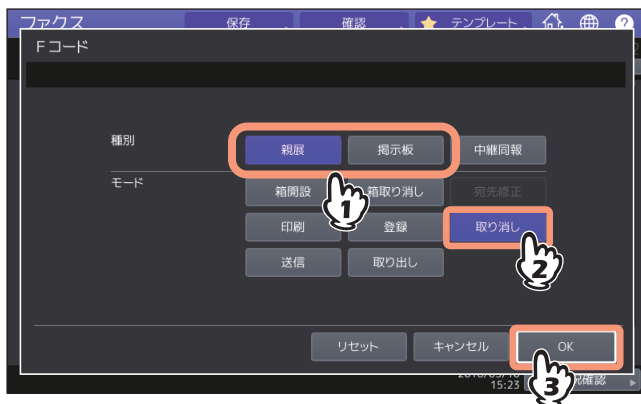 ファクス 保存 確認 テンプレート ?
Fコード
種別 親展 掲示板 中継同報
モード 箱開設 箱取り消し 宛先修正
1
印刷 登録 取り消し
2
送信 取り出し
リセット キャンセル OK
15:23 確認
3